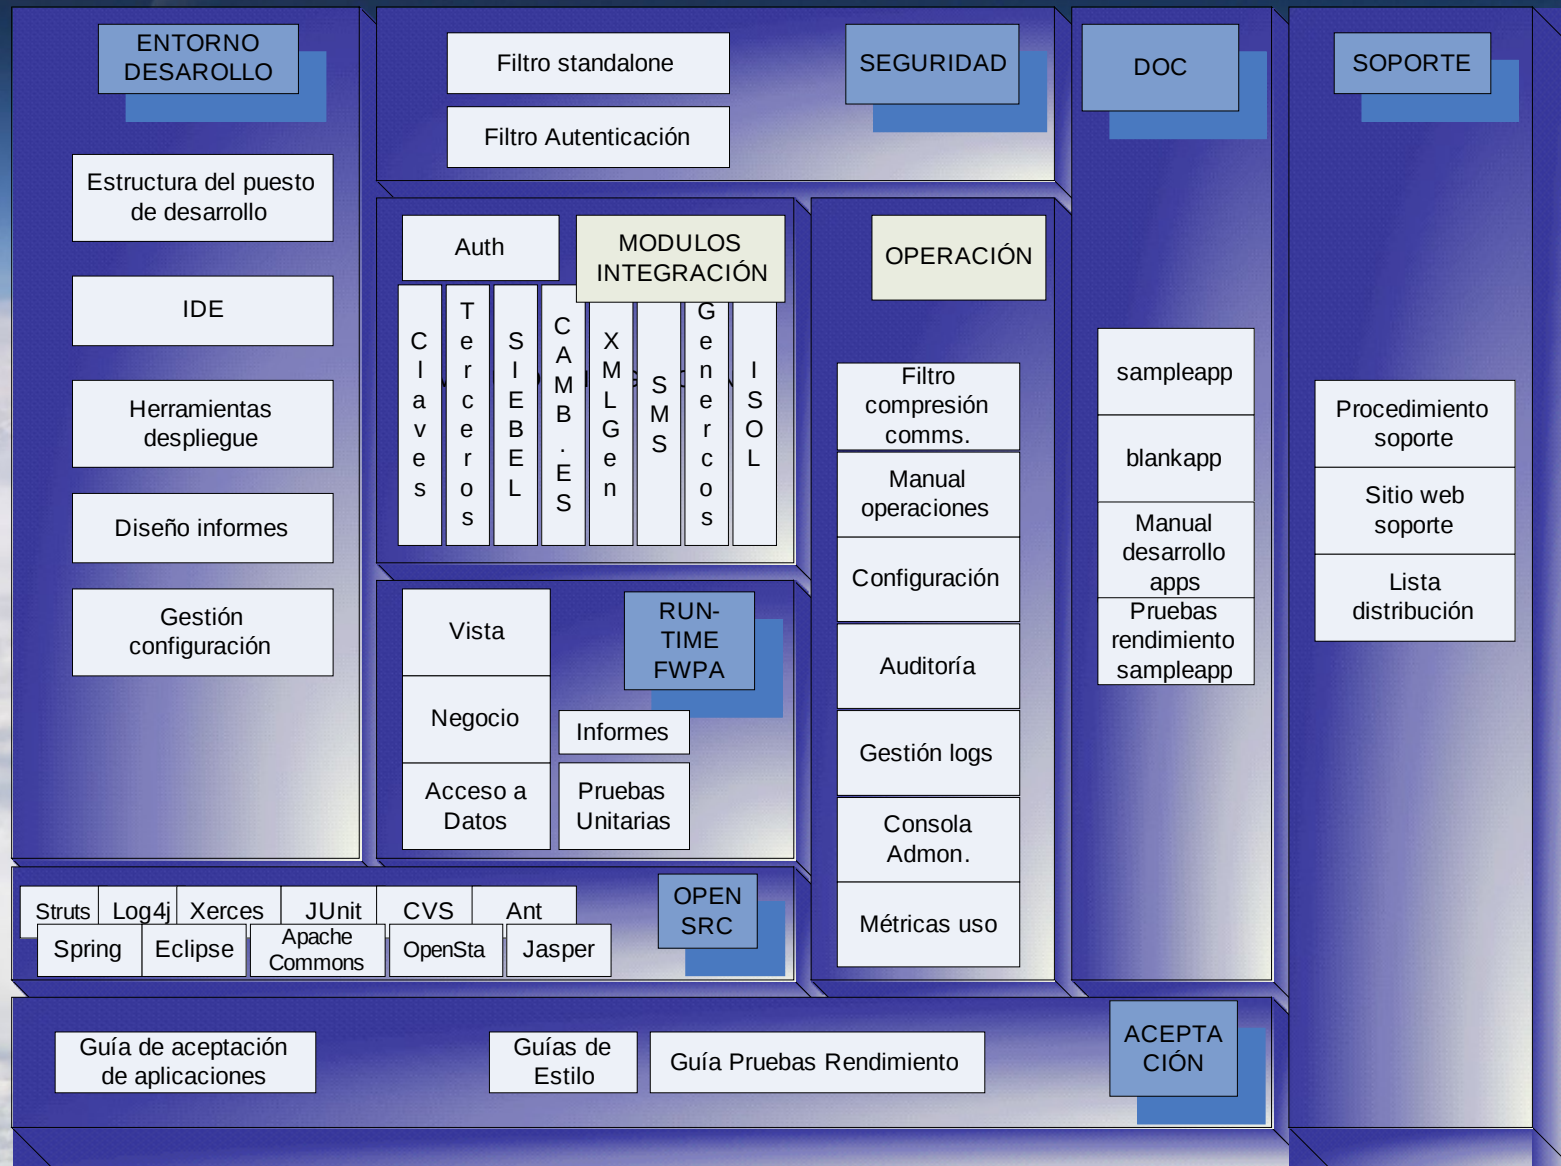 ENTORNO
DESAROLLO
Estructura del puesto
de desarrollo
IDE
Herramientas
despliegue
Diseño informes
Gestión
configuración
Filtro standalone
Filtro Autenticación
SEGURIDAD
Auth
MODULOS
INTEGRACIÓN
Claves
Terceros
SIEBEL
CAMB.ES
XMLGen
SMS
Genercos
ISOL
OPERACIÓN
Filtro
compresión
comms.
Manual
operaciones
Configuración
Auditoría
Gestión logs
Consola
Admon.
Métricas uso
Vista
Negocio
Acceso a
Datos
Informes
Pruebas
Unitarias
RUN-
TIME
FWPA
Struts
Log4j
Xerces
JUnit
CVS
Ant
Spring
Eclipse
Apache
Commons
OpenSta
Jasper
OPEN
SRC
DOC
sampleapp
blankapp
Manual
desarrollo
apps
Pruebas
rendimiento
sampleapp
SOPORTE
Procedimiento
soporte
Sitio web
soporte
Lista
distribución
Guía de aceptación
de aplicaciones
Guías de
Estilo
Guía Pruebas Rendimiento
ACEPTA
CIÓN